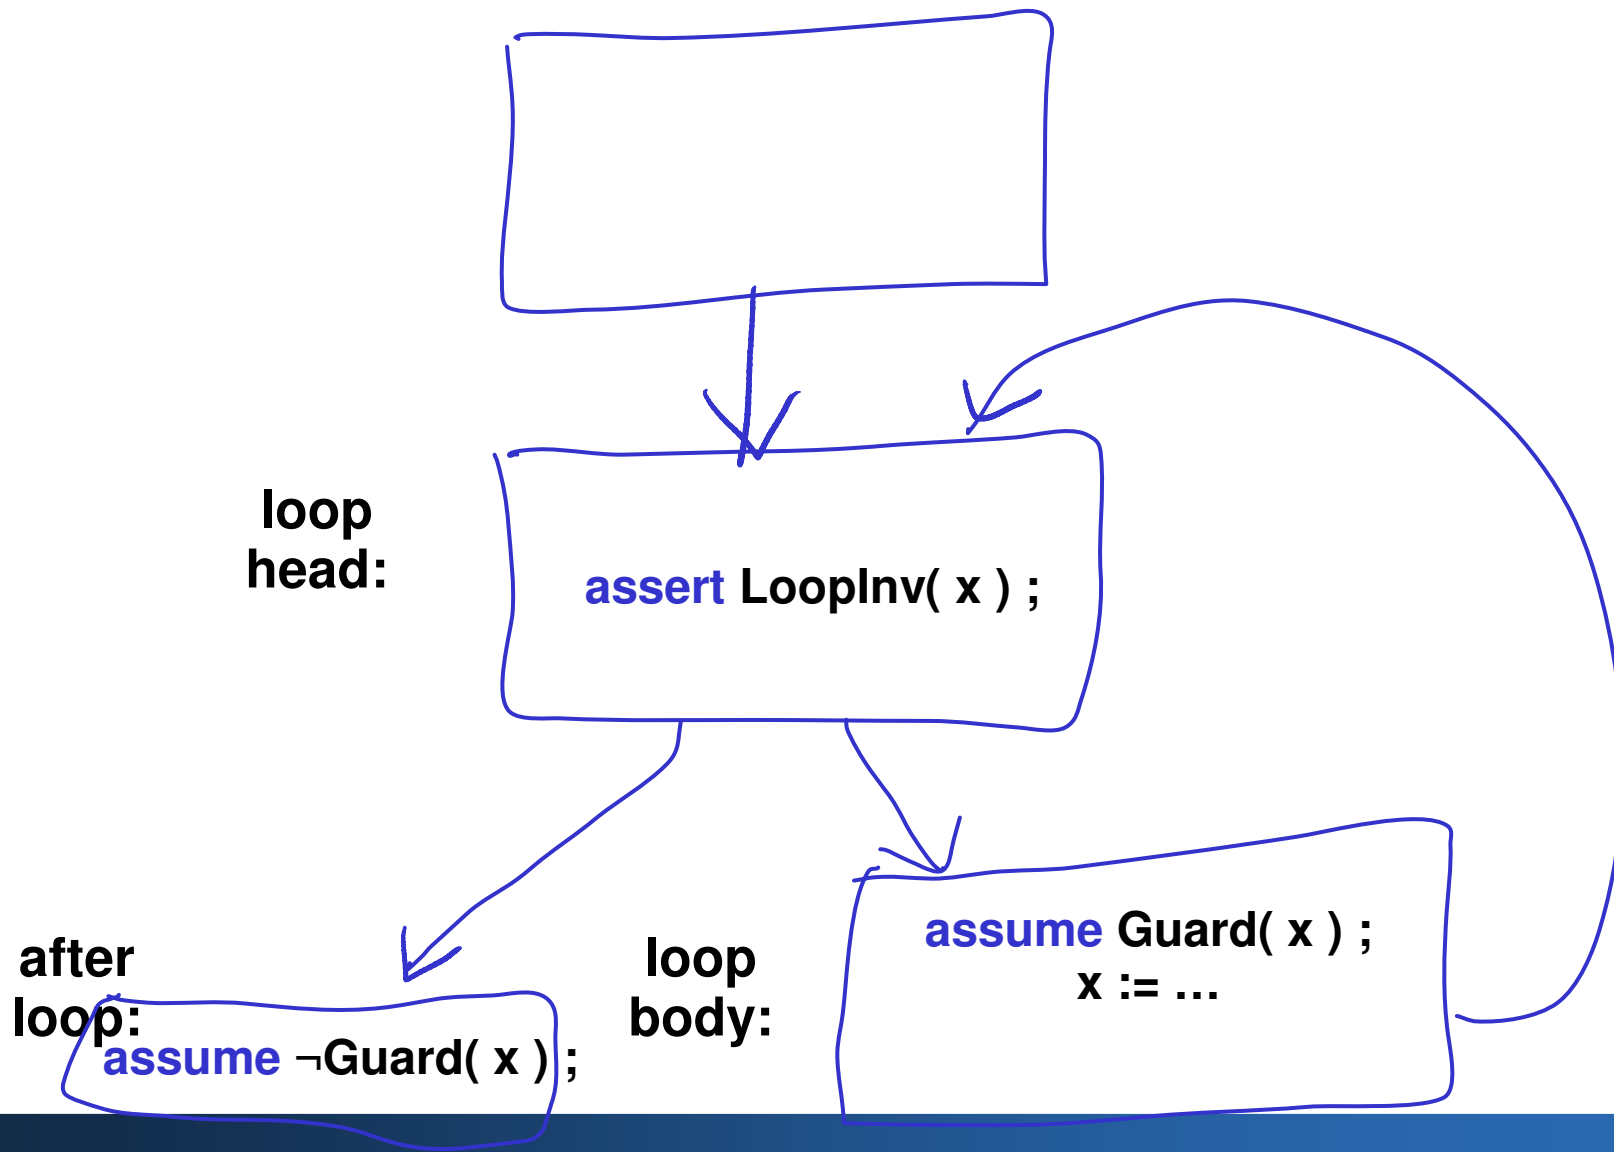 loop
head:
assert LoopInv( x ) ;
after
loop:
assume ¬Guard( x ) ;
loop
body:
assume Guard( x ) ;
x := …